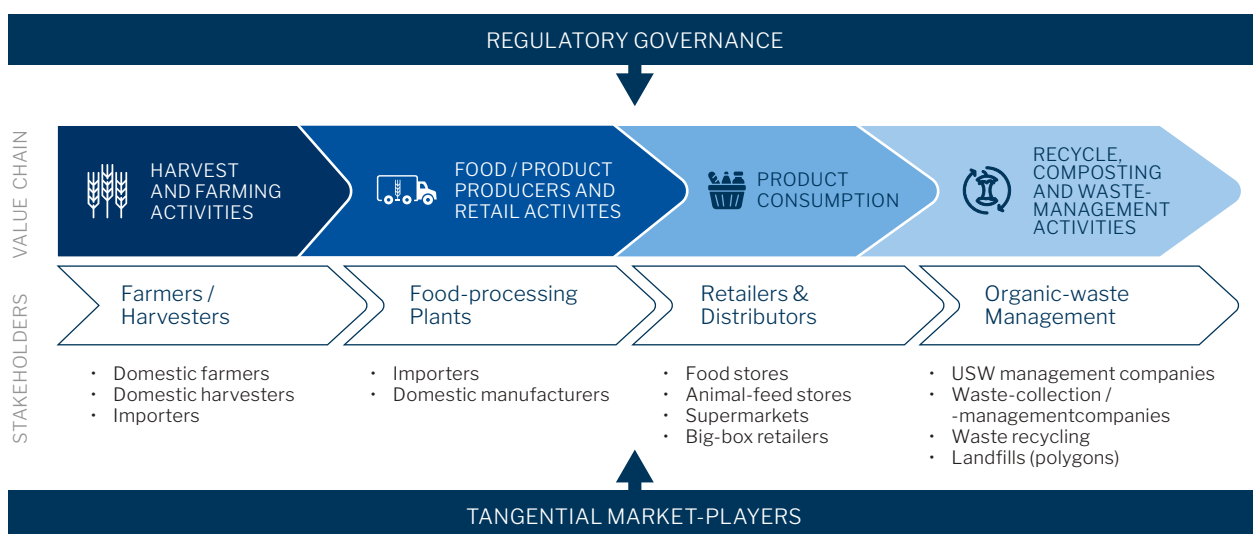 REGULATORY GOVERNANCE
VALUE CHAIN
HARVEST
AND FARMING
ACTIVITIES
FOOD / PRODUCT
PRODUCERS AND
RETAIL ACTIVITES
PRODUCT
CONSUMPTION
RECYCLE,
COMPOSTING
AND WASTE-
MANAGEMENT
ACTIVITIES
STAKEHOLDERS
Farmers /
Harvesters
• Domestic farmers
• Domestic harvesters
• Importers
Food-processing
Plants
• Importers
• Domestic manufacturers
Retailers &
Distributors
• Food stores
• Animal-feed stores
• Supermarkets
• Big-box retailers
Organic-waste
Management
• USW management companies
• Waste-collection /
-managementcompanies
• Waste recycling
• Landfills (polygons)
TANGENTIAL MARKET-PLAYERS